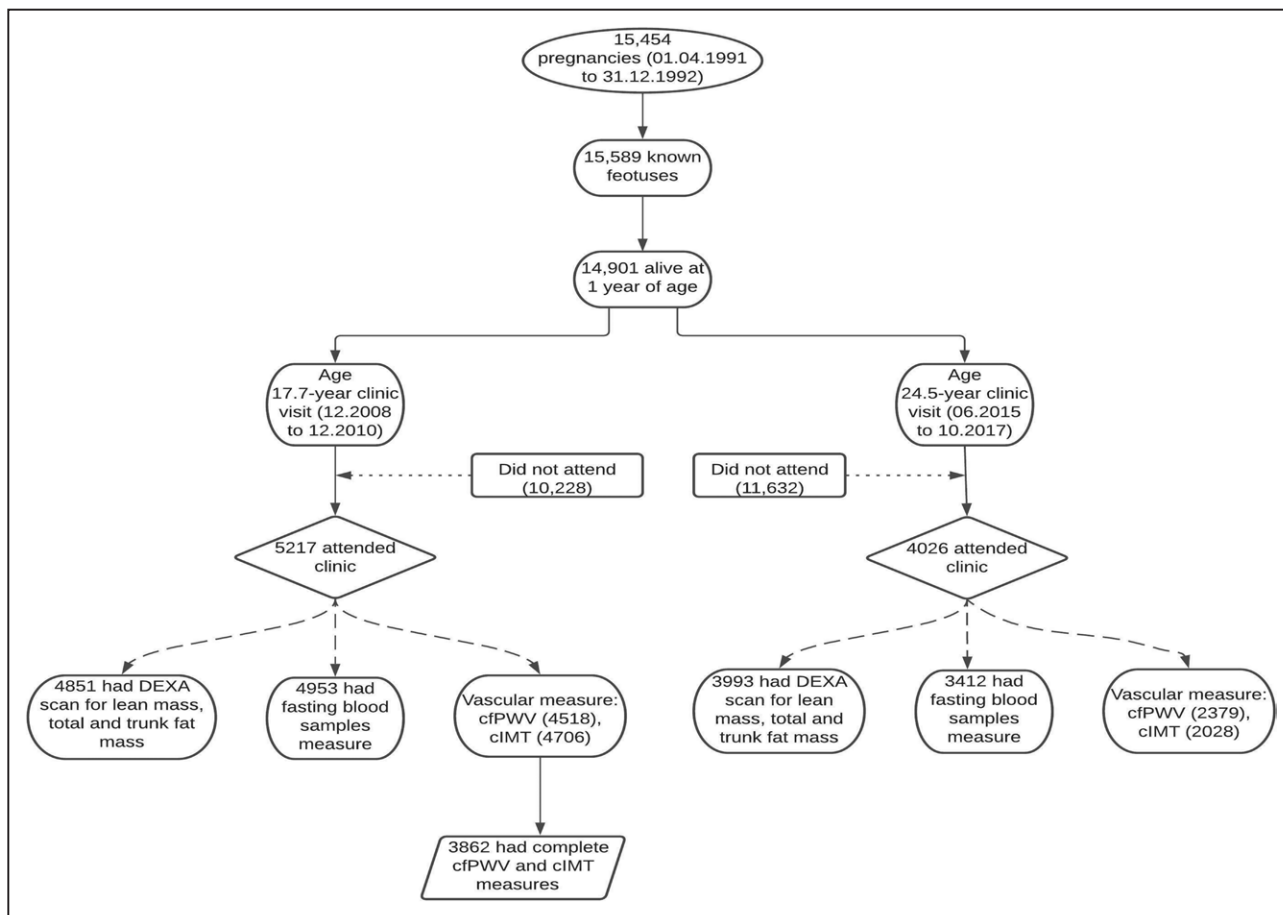 15,454
pregnancies (01.04.1991
to 31.12.1992)
15,589 known
feotuses
14,901 alive at
1 year of age
Age
17.7-year clinic
visit (12.2008
to 12.2010)
Age
24.5-year clinic
visit (06.2015
to 10.2017)
Did not attend
(10,228)
Did not attend
(11,632)
5217 attended
clinic
4026 attended
clinic
4851 had DEXA
scan for lean mass,
total and trunk fat
mass
4953 had
fasting blood
samples
measure
Vascular measure:
cfPWV (4518),
cIMT (4706)
3993 had DEXA
scan for lean
mass, total and
trunk fat mass
3412 had
fasting blood
samples
measure
Vascular measure:
cfPWV (2379),
cIMT (2028)
3862 had complete
cfPWV and cIMT
measures